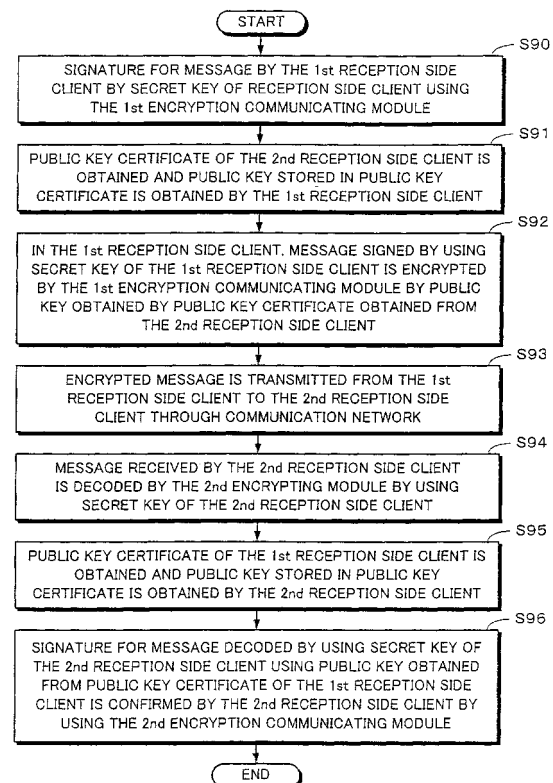 START
S90
SIGNATURE FOR MESSAGE BY THE 1st RECEPTION SIDE
CLIENT BY SECRET KEY OF RECEPTION SIDE CLIENT USING
THE 1st ENCRYPTION COMMUNICATING MODULE
S91
PUBLIC KEY CERTIFICATE OF THE 2nd RECEPTION SIDE CLIENT IS
OBTAINED AND PUBLIC KEY STORED IN PUBLIC KEY
CERTIFICATE IS OBTAINED BY THE 1st RECEPTION SIDE CLIENT
S92
IN THE 1st RECEPTION SIDE CLIENT, MESSAGE SIGNED BY USING
SECRET KEY OF THE 1st RECEPTION SIDE CLIENT IS ENCRYPTED
BY THE 1st ENCRYPTION COMMUNICATING MODULE BY PUBLIC
KEY OBTAINED BY PUBLIC KEY CERTIFICATE OBTAINED FROM
THE 2nd RECEPTION SIDE CLIENT
S93
ENCRYPTED MESSAGE IS TRANSMITTED FROM THE 1st
RECEPTION SIDE CLIENT TO THE 2nd RECEPTION SIDE
CLIENT THROUGH COMMUNICATION NETWORK
S94
MESSAGE RECEIVED BY THE 2nd RECEPTION SIDE CLIENT
IS DECODED BY THE 2nd ENCRYPTING MODULE BY USING
SECRET KEY OF THE 2nd RECEPTION SIDE CLIENT
S95
PUBLIC KEY CERTIFICATE OF THE 1st RECEPTION SIDE CLIENT IS
OBTAINED AND PUBLIC KEY STORED IN PUBLIC KEY
CERTIFICATE IS OBTAINED BY THE 2nd RECEPTION SIDE CLIENT
S96
SIGNATURE FOR MESSAGE DECODED BY USING SECRET KEY OF
THE 2nd RECEPTION SIDE CLIENT USING PUBLIC KEY OBTAINED
FROM PUBLIC KEY CERTIFICATE OF THE 1st RECEPTION SIDE
CLIENT IS CONFIRMED BY THE 2nd RECEPTION SIDE CLIENT BY
USING THE 2nd ENCRYPTION COMMUNICATING MODULE
END